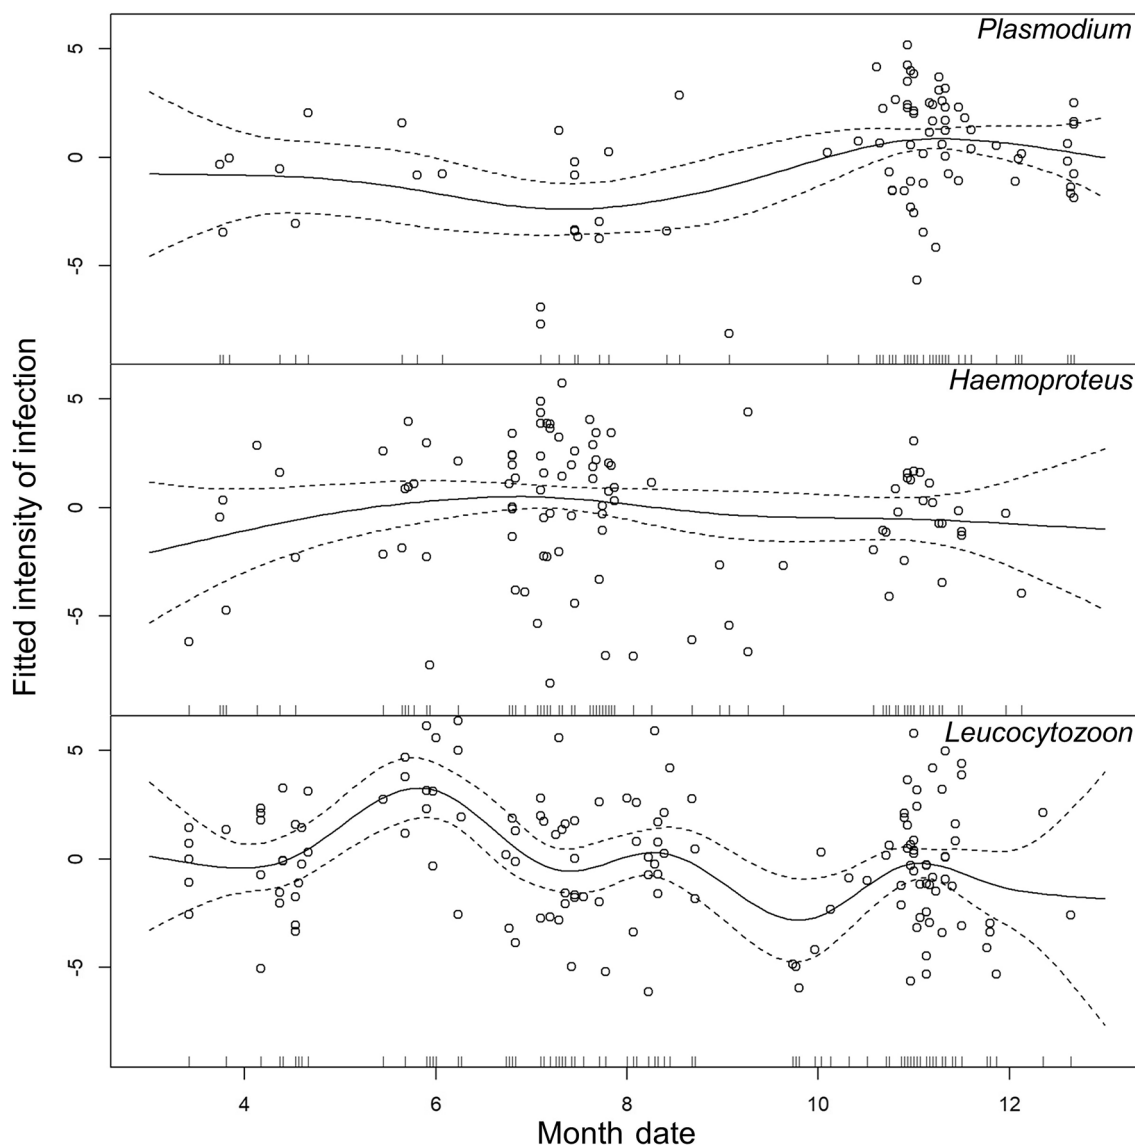 Plasmodium
5
0
-5
Haemoproteus
5
0
-5
Leucocytozoon
5
0
-5
Fitted intensity of infection
4 6 8 10 12
Month date